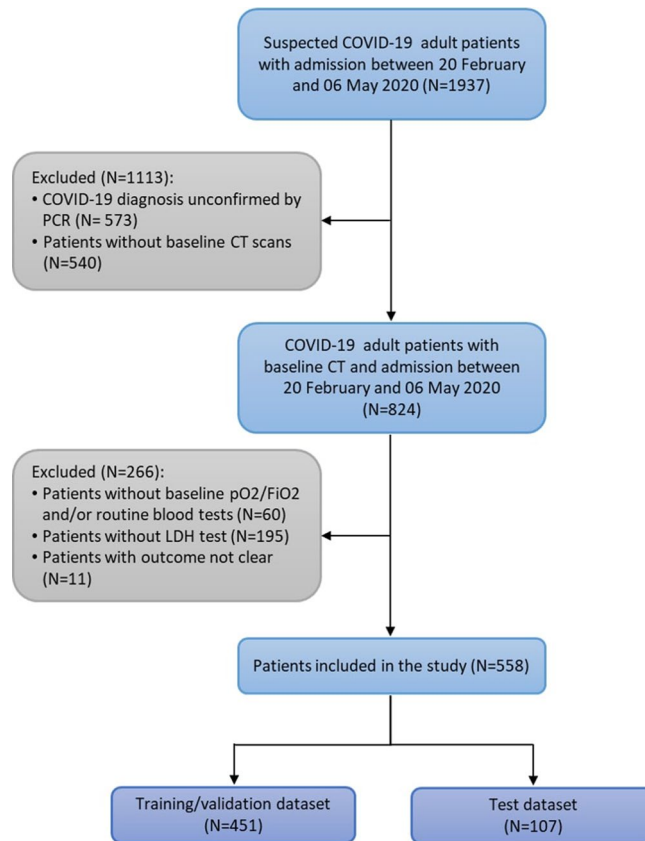 Suspected COVID-19 adult patients
with admission between 20 February
and 06 May 2020 (N=1937)
Excluded (N=1113):
• COVID-19 diagnosis unconfirmed by
PCR (N= 573)
• Patients without baseline CT scans
(N=540)
COVID-19 adult patients with
baseline CT and admission between
20 February and 06 May 2020
(N=824)
Excluded (N=266):
• Patients without baseline pO2/FiO2
and/or routine blood tests (N=60)
• Patients without LDH test (N=195)
• Patients with outcome not clear
(N=11)
Patients included in the study (N=558)
Training/validation dataset
(N=451)
Test dataset
(N=107)